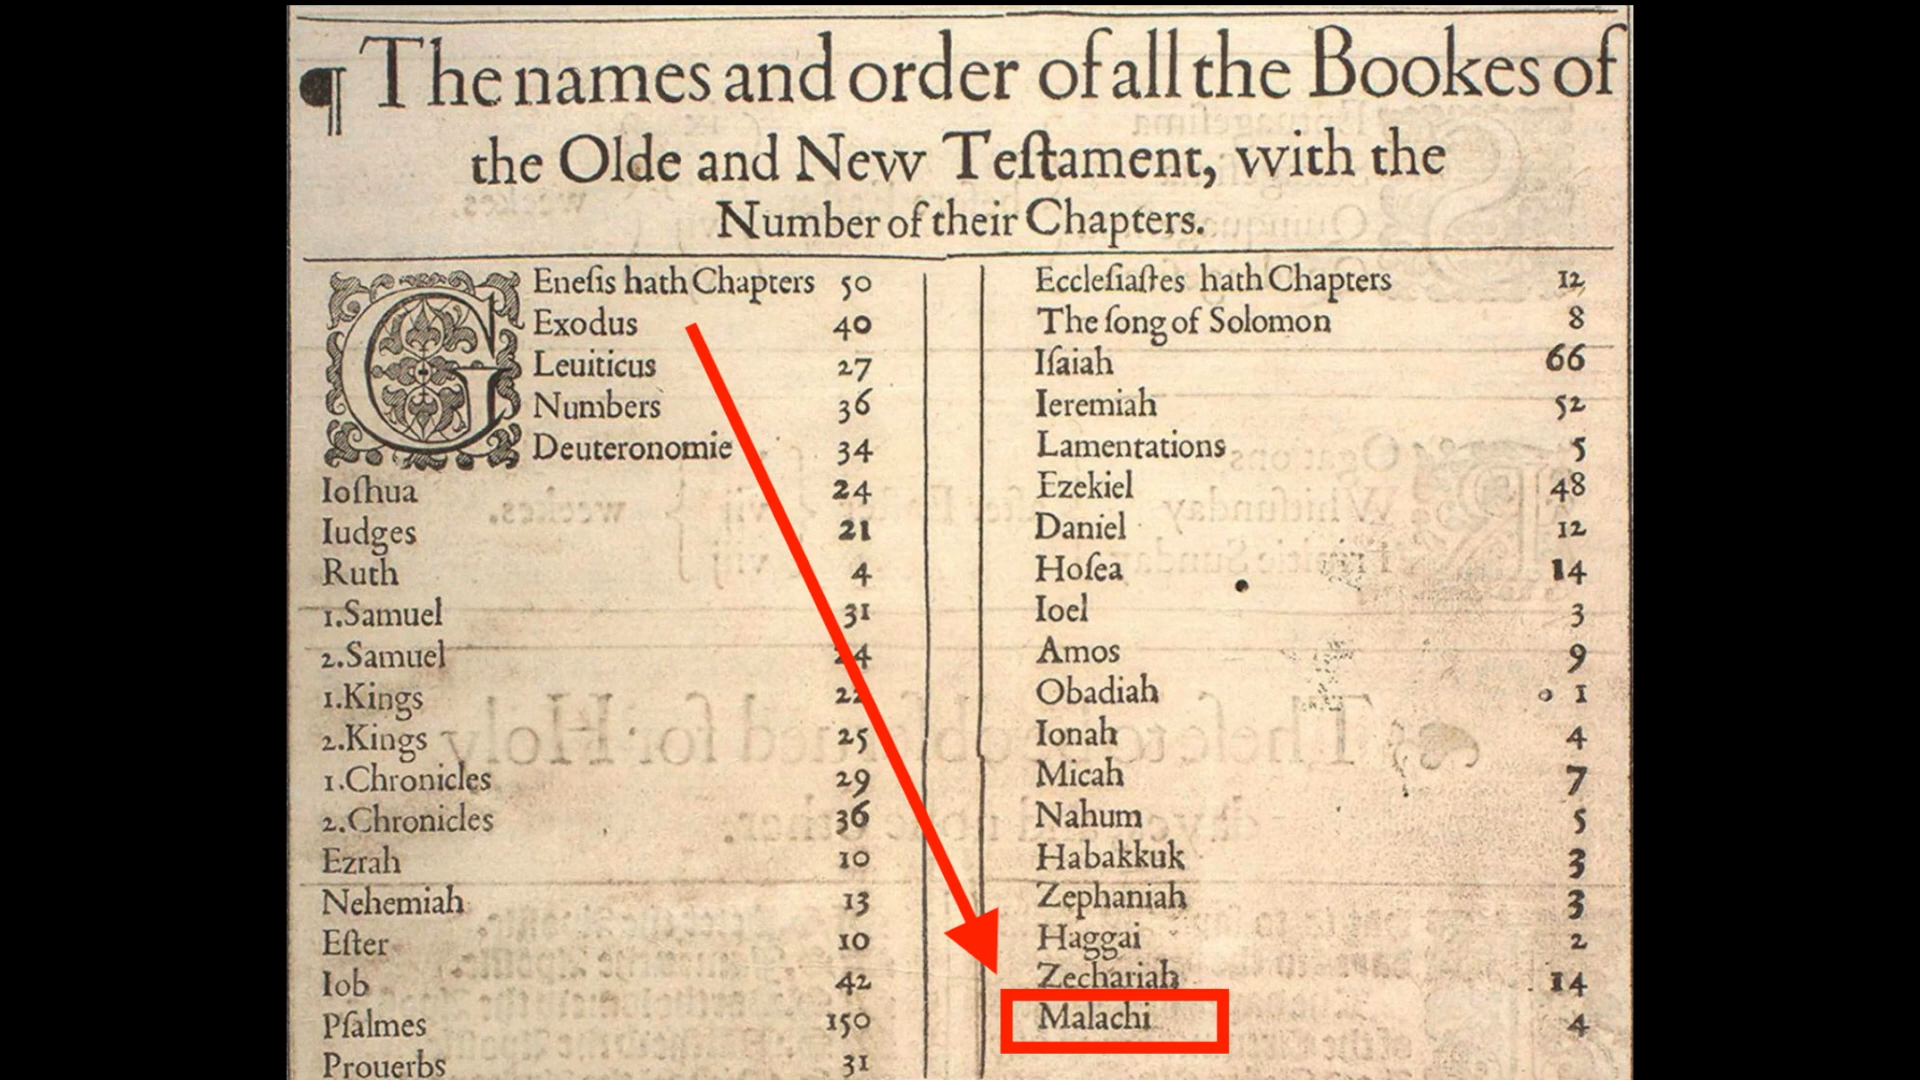 ¶ The names and order of all the Bookes of
the Olde and New Teſtament, with the
Number of their Chapters.
GEneſis hath Chapters 50
Exodus 40
Leuiticus 27
Numbers 36
Deuteronomie 34
Ioſhua 24
Iudges 21
Ruth 4
1.Samuel 31
2.Samuel 24
1.Kings 22
2.Kings 25
1.Chronicles 29
2.Chronicles 36
Ezrah 10
Nehemiah 13
Eſter 10
Iob 42
Pſalmes 150
Prouerbs 31
Eccleſiaſtes hath Chapters 12
The ſong of Solomon 8
Iſaiah 66
Ieremiah 52
Lamentations 5
Ezekiel 48
Daniel 12
Hoſea 14
Ioel 3
Amos 9
Obadiah 1
Ionah 4
Micah 7
Nahum 5
Habakkuk 3
Zephaniah 3
Haggai 2
Zechariah 14
Malachi 4